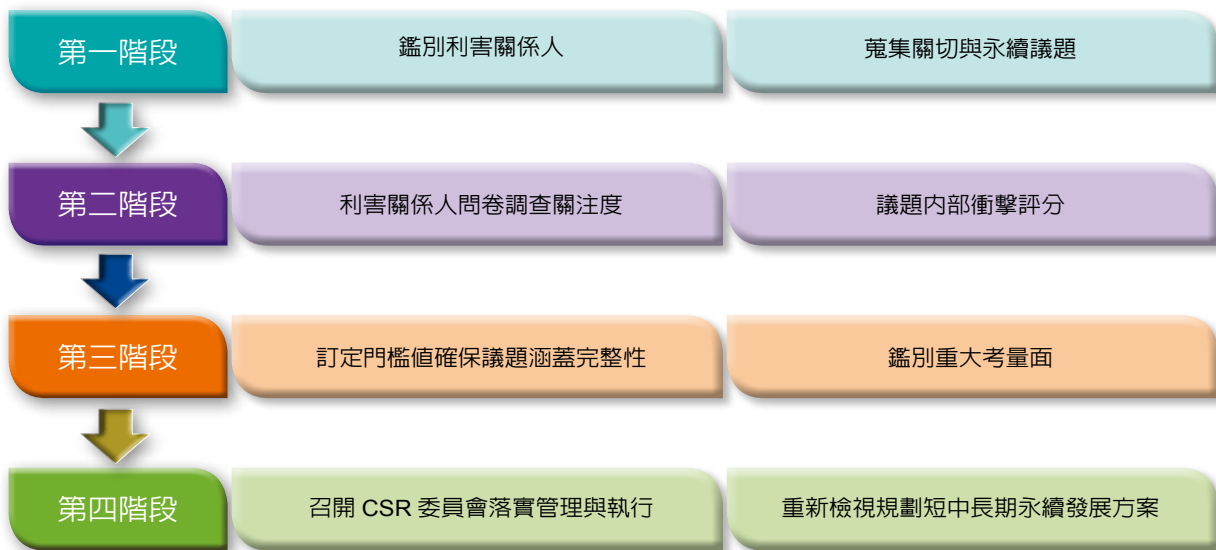 第一階段
鑑別利害關係人
蒐集關切與永續議題
第二階段
利害關係人問卷調查關注度
議題內部衝擊評分
第三階段
訂定門檻值確保議題涵蓋完整性
鑑別重大考量面
第四階段
召開 CSR 委員會落實管理與執行
重新檢視規劃短中長期永續發展方案